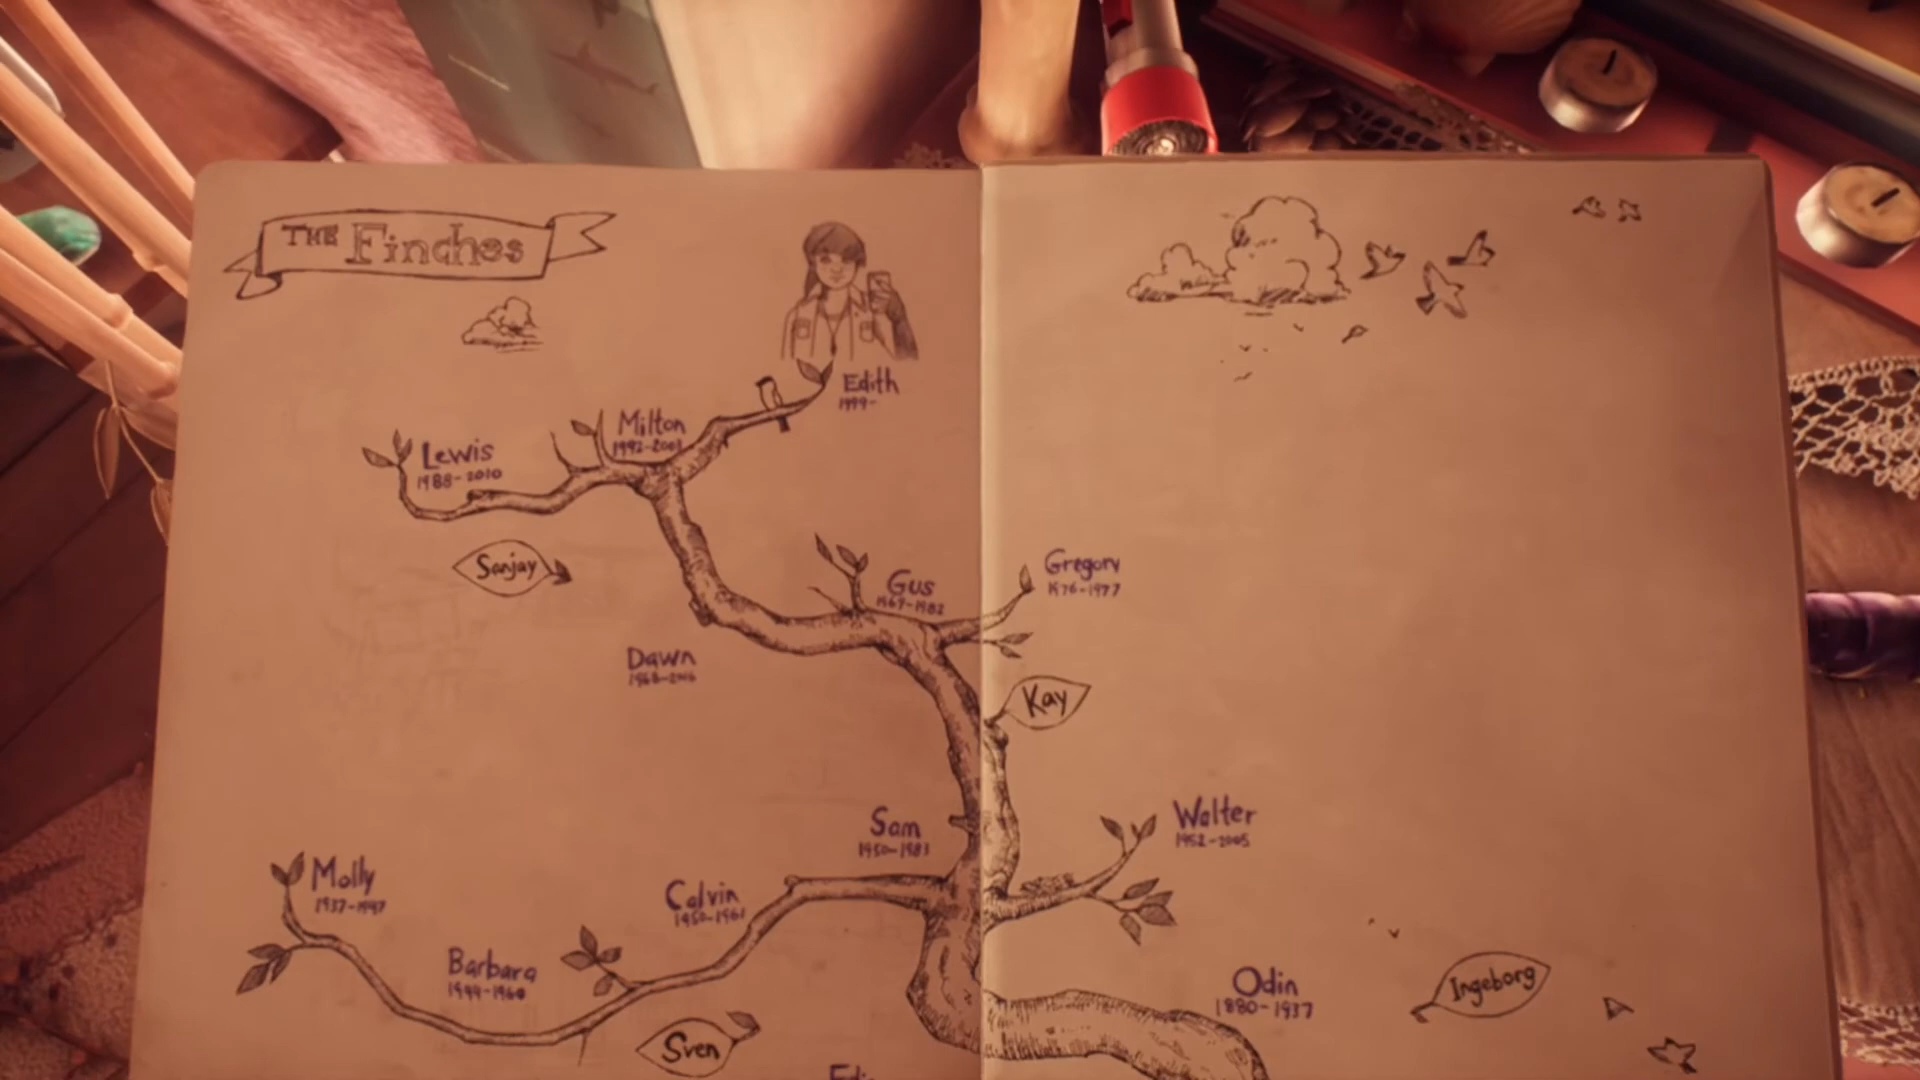 THE Finches
Edith
1999-
Milton
1992-2003
Lewis
1988-2010
Sanjay
Gus
1969-1982
Gregory
1976-1977
Dawn
1968-2016
Kay
Sam
1950-1983
Walter
1952-2005
Molly
1937-1947
Calvin
1950-1961
Barbara
1944-1960
Odin
1880-1937
Ingeborg
Sven